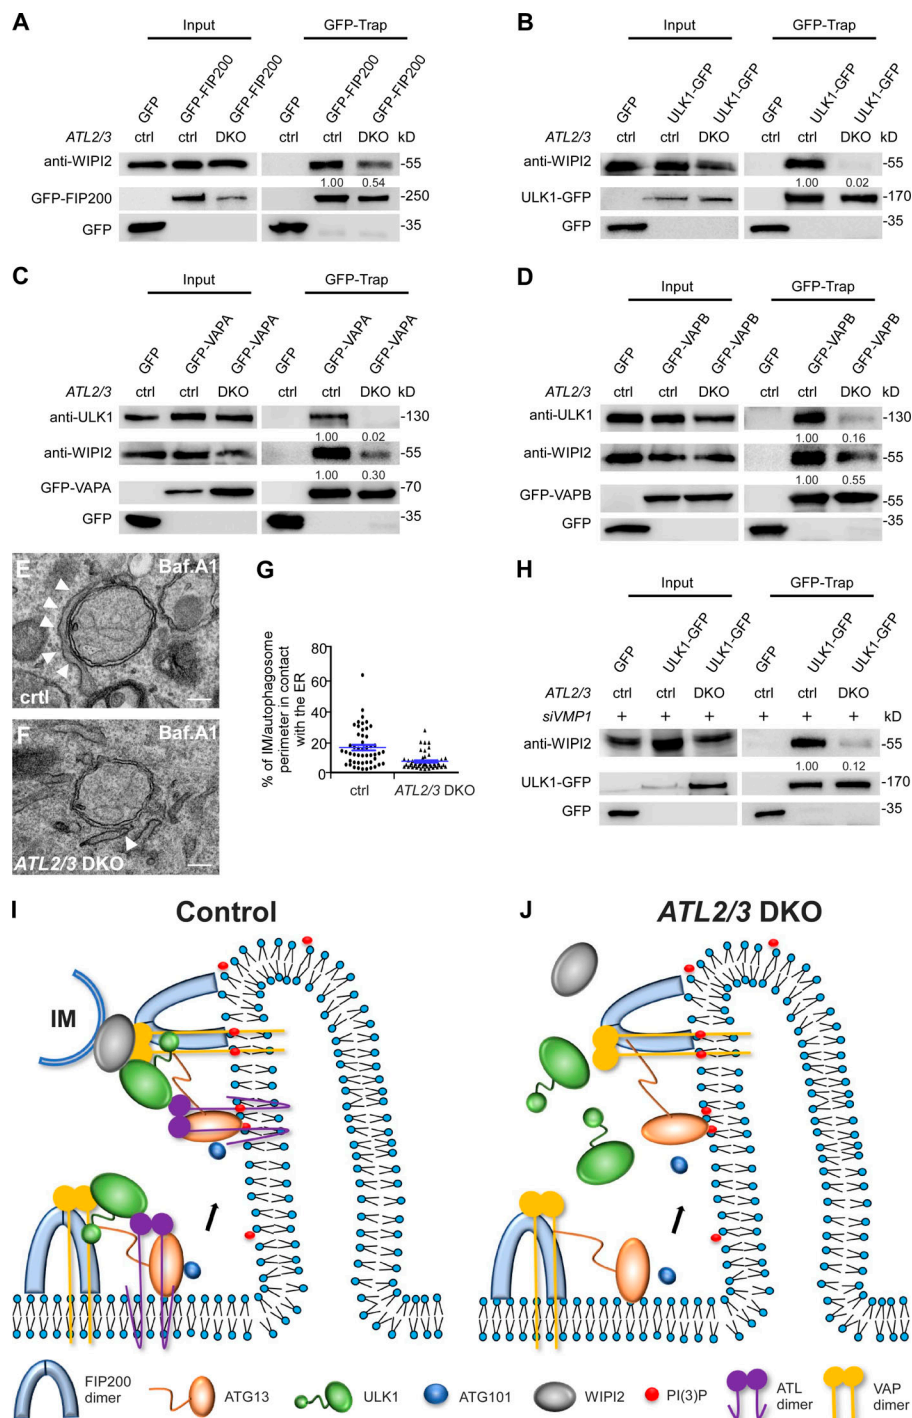 A
Input
GFP-Trap
GFP
GFP-FIP200
GFP-FIP200
GFP
GFP-FIP200
GFP-FIP200
ATL2/3
ctrl
ctrl
DKO
ctrl
ctrl
DKO
kD
anti-WIPI2
-55
1.00
0.54
GFP-FIP200
-250
-35
GFP
B
Input
GFP-Trap
GFP
ULK1-GFP
ULK1-GFP
GFP
ULK1-GFP
ULK1-GFP
ATL2/3
ctrl
ctrl
DKO
ctrl
ctrl
DKO
kD
anti-WIPI2
-55
1.00
0.02
ULK1-GFP
-170
-35
GFP
C
Input
GFP-Trap
GFP
GFP-VAPA
GFP-VAPA
GFP
GFP-VAPA
GFP-VAPA
ATL2/3
ctrl
ctrl
DKO
ctrl
ctrl
DKO
kD
anti-ULK1
-130
1.00
0.02
anti-WIPI2
-55
1.00
0.30
GFP-VAPA
-70
GFP
-35
D
Input
GFP-Trap
GFP
GFP-VAPB
GFP-VAPB
GFP
GFP-VAPB
GFP-VAPB
ATL2/3
ctrl
ctrl
DKO
ctrl
ctrl
DKO
kD
anti-ULK1
-130
1.00
0.16
anti-WIPI2
-55
1.00
0.55
GFP-VAPB
-55
-35
GFP
E
Baf.A1
crtl
F
Baf.A1
ATL2/3 DKO
G
% of IM/autophagosome
perimeter in contact
with the ER
80
60
40
20
0
ctrl
ATL2/3 DKO
H
Input
GFP-Trap
GFP
ULK1-GFP
ULK1-GFP
GFP
ULK1-GFP
ULK1-GFP
ATL2/3
ctrl
ctrl
DKO
ctrl
ctrl
DKO
siVMP1
+
+
+
+
+
+
kD
anti-WIPI2
-55
1.00
0.12
ULK1-GFP
-170
-35
GFP
I
Control
IM
J
ATL2/3 DKO
FIP200
dimer
ATG13
ULK1
ATG101
WIPI2
PI(3)P
ATL
dimer
VAP
dimer